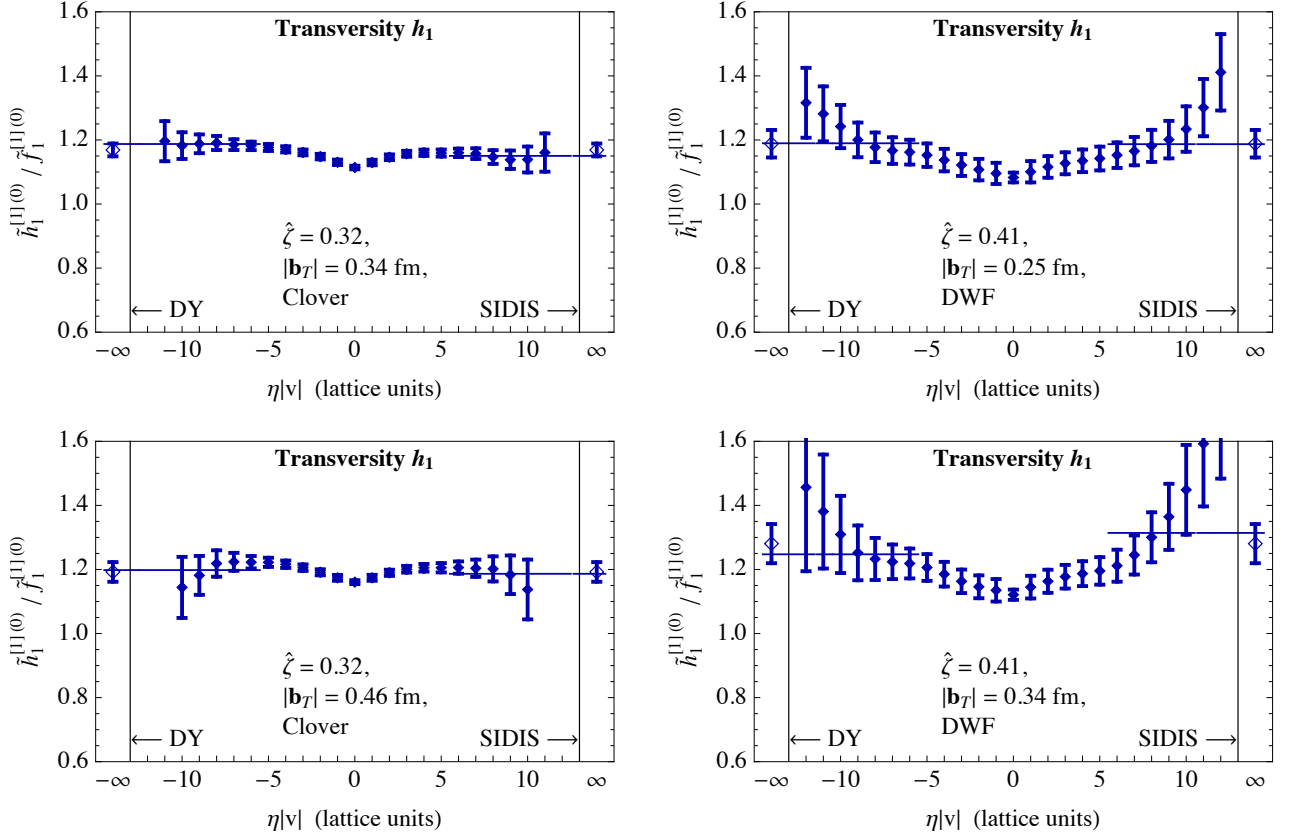 Transversity h₁
h̃₁^[1](0) / f̃₁^[1](0)
1.6
1.4
1.2
1.0
0.8
0.6
ζ̂ = 0.32,
|b_T| = 0.34 fm,
Clover
← DY
SIDIS →
−∞ −10 −5 0 5 10 ∞
η|v| (lattice units)
Transversity h₁
h̃₁^[1](0) / f̃₁^[1](0)
1.6
1.4
1.2
1.0
0.8
0.6
ζ̂ = 0.41,
|b_T| = 0.25 fm,
DWF
← DY
SIDIS →
−∞ −10 −5 0 5 10 ∞
η|v| (lattice units)
Transversity h₁
h̃₁^[1](0) / f̃₁^[1](0)
1.6
1.4
1.2
1.0
0.8
0.6
ζ̂ = 0.32,
|b_T| = 0.46 fm,
Clover
← DY
SIDIS →
−∞ −10 −5 0 5 10 ∞
η|v| (lattice units)
Transversity h₁
h̃₁^[1](0) / f̃₁^[1](0)
1.6
1.4
1.2
1.0
0.8
0.6
ζ̂ = 0.41,
|b_T| = 0.34 fm,
DWF
← DY
SIDIS →
−∞ −10 −5 0 5 10 ∞
η|v| (lattice units)